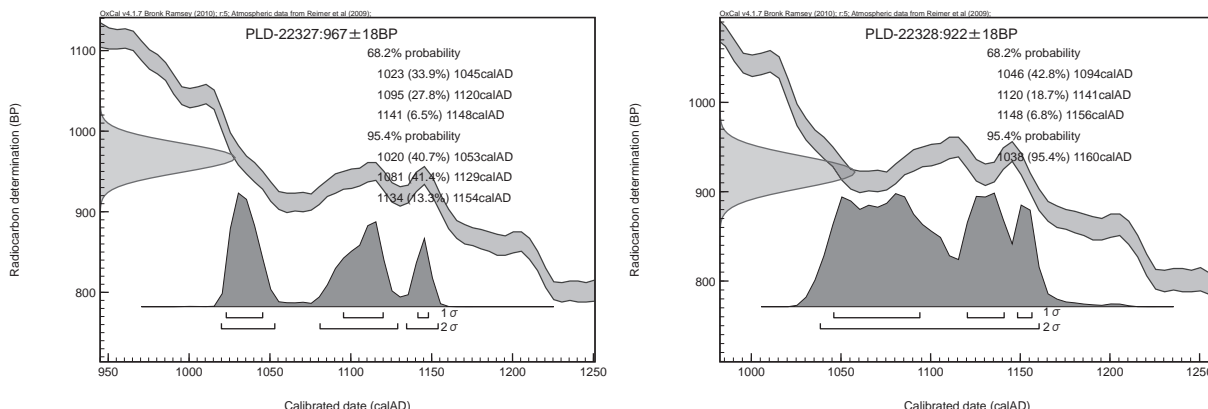 OxCal v4.1.7 Bronk Ramsey (2010); r:5; Atmospheric data from Reimer et al (2009);
PLD-22327:967±18BP
68.2% probability
1023 (33.9%) 1045calAD
1095 (27.8%) 1120calAD
1141 (6.5%) 1148calAD
95.4% probability
1020 (40.7%) 1053calAD
1081 (41.4%) 1129calAD
1134 (13.3%) 1154calAD
Radiocarbon determination (BP)
1100
1000
900
800
1σ
2σ
950 1000 1050 1100 1150 1200 1250
Calibrated date (calAD)
OxCal v4.1.7 Bronk Ramsey (2010); r:5; Atmospheric data from Reimer et al (2009);
PLD-22328:922±18BP
68.2% probability
1046 (42.8%) 1094calAD
1120 (18.7%) 1141calAD
1148 (6.8%) 1156calAD
95.4% probability
1038 (95.4%) 1160calAD
Radiocarbon determination (BP)
1000
900
800
1σ
2σ
1000 1050 1100 1150 1200 1250
Calibrated date (calAD)